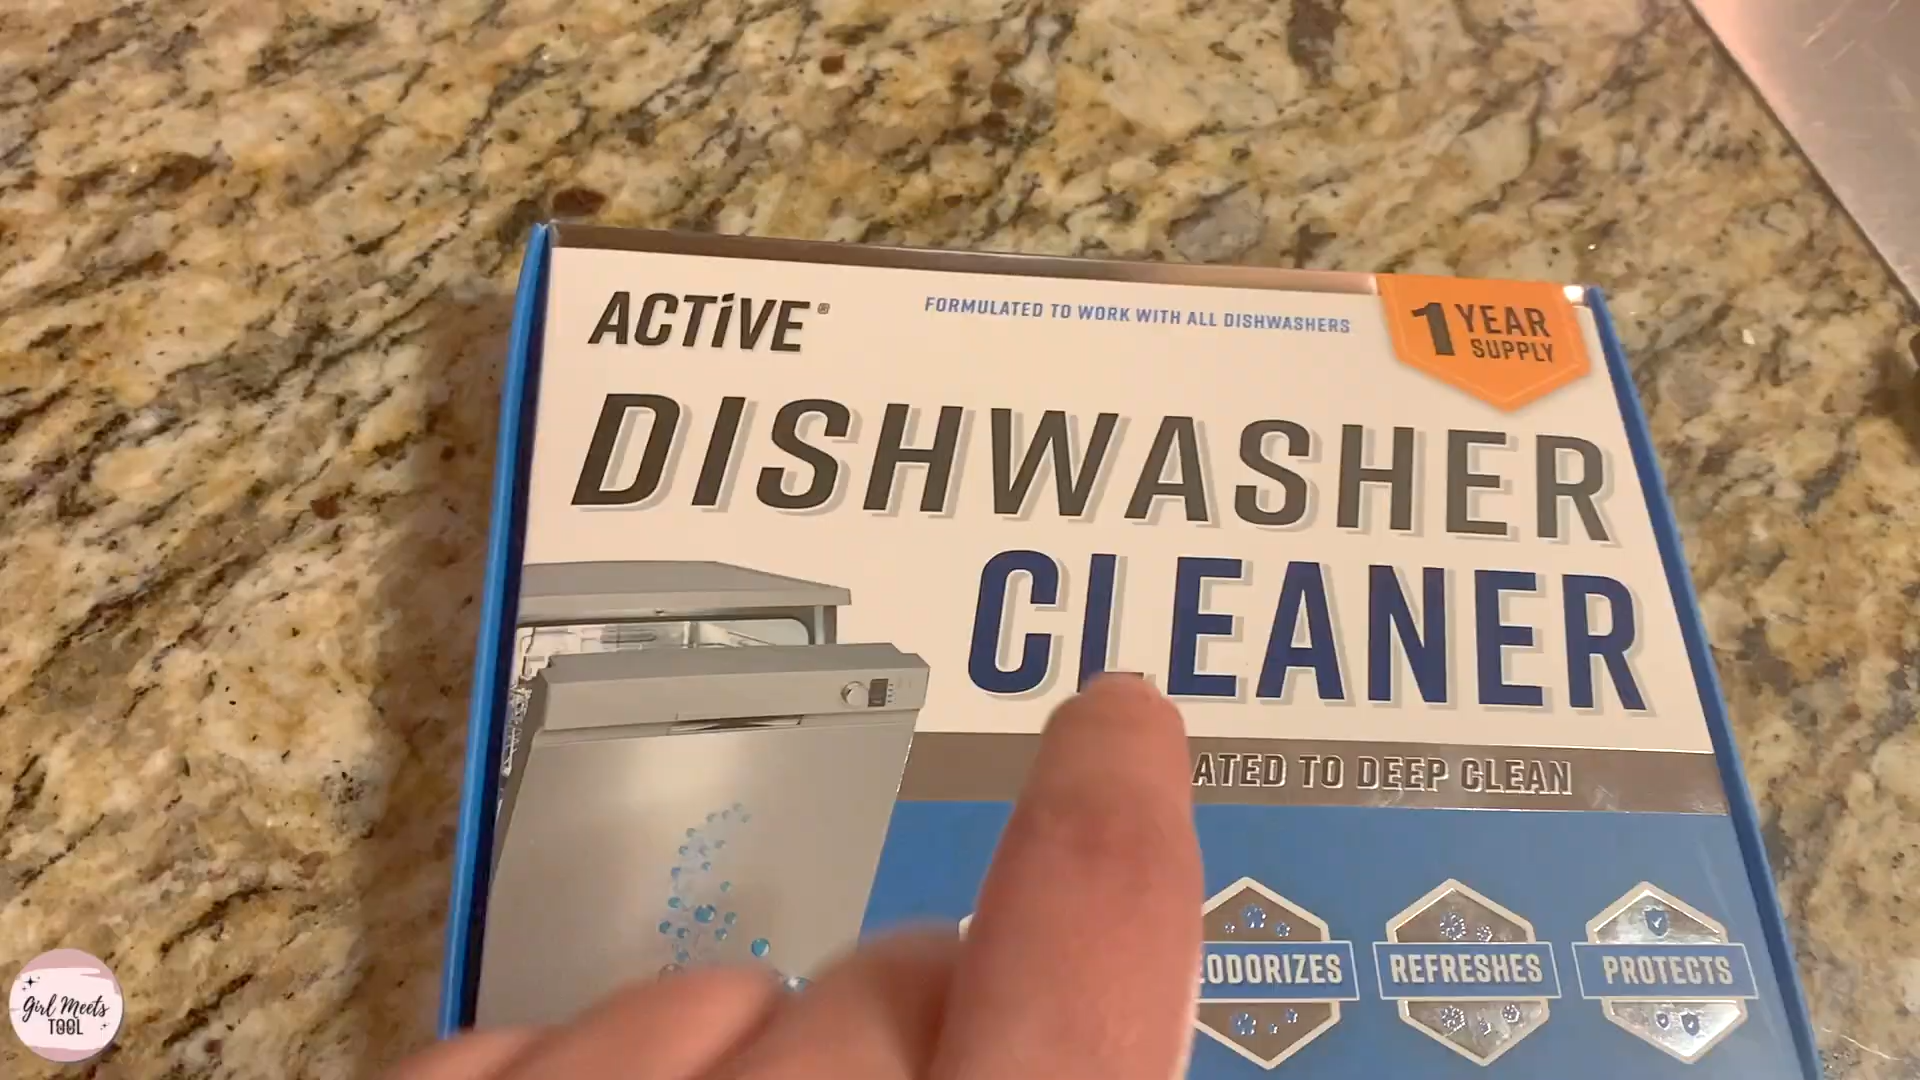 ACTiVE®
FORMULATED TO WORK WITH ALL DISHWASHERS
1 YEAR
SUPPLY
DISHWASHER
CLEANER
ATED TO DEEP CLEAN
EODORIZES
REFRESHES
PROTECTS
Girl Meets
TOOL